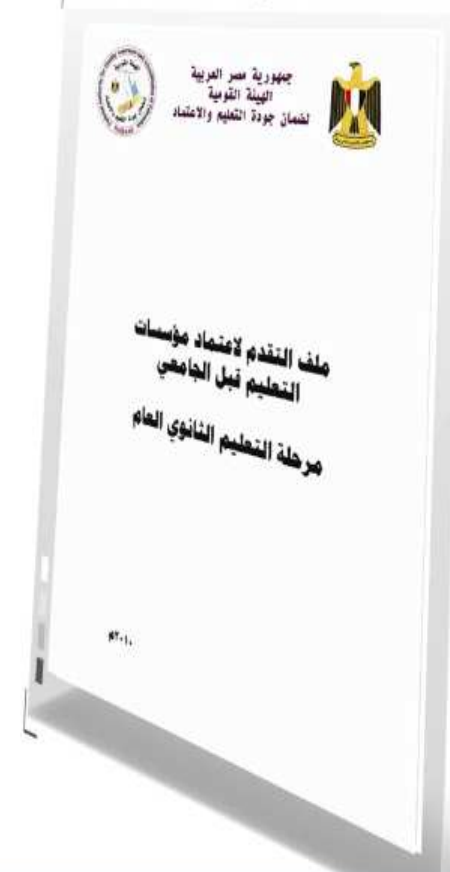 جمهورية مصر العربية
الهيئة القومية
لضمان جودة التعليم والاعتماد
ملف التقدم لاعتماد مؤسسات
التعليم قبل الجامعي
مرحلة التعليم الثانوي العام
٢٠١٠م